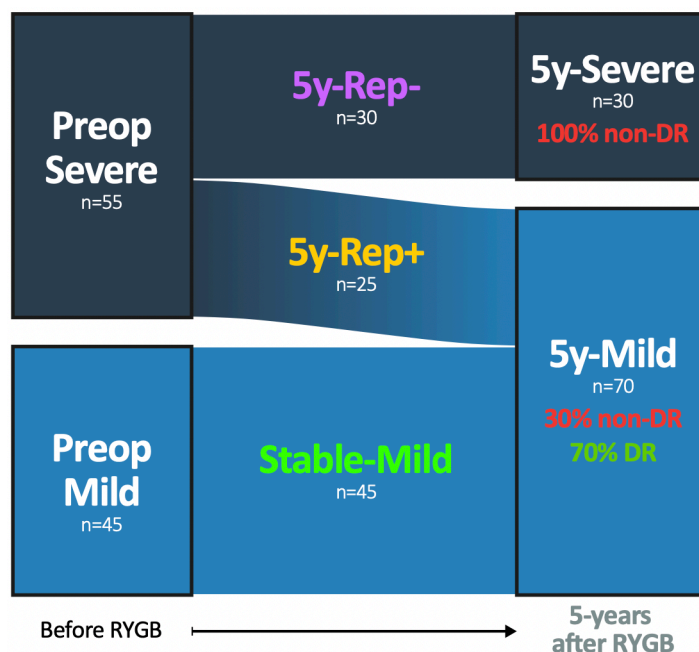 Preop
Severe
n=55
5y-Rep-
n=30
5y-Severe
n=30
100% non-DR
5y-Rep+
n=25
Preop
Mild
n=45
Stable-Mild
n=45
5y-Mild
n=70
30% non-DR
70% DR
Before RYGB
5-years
after RYGB